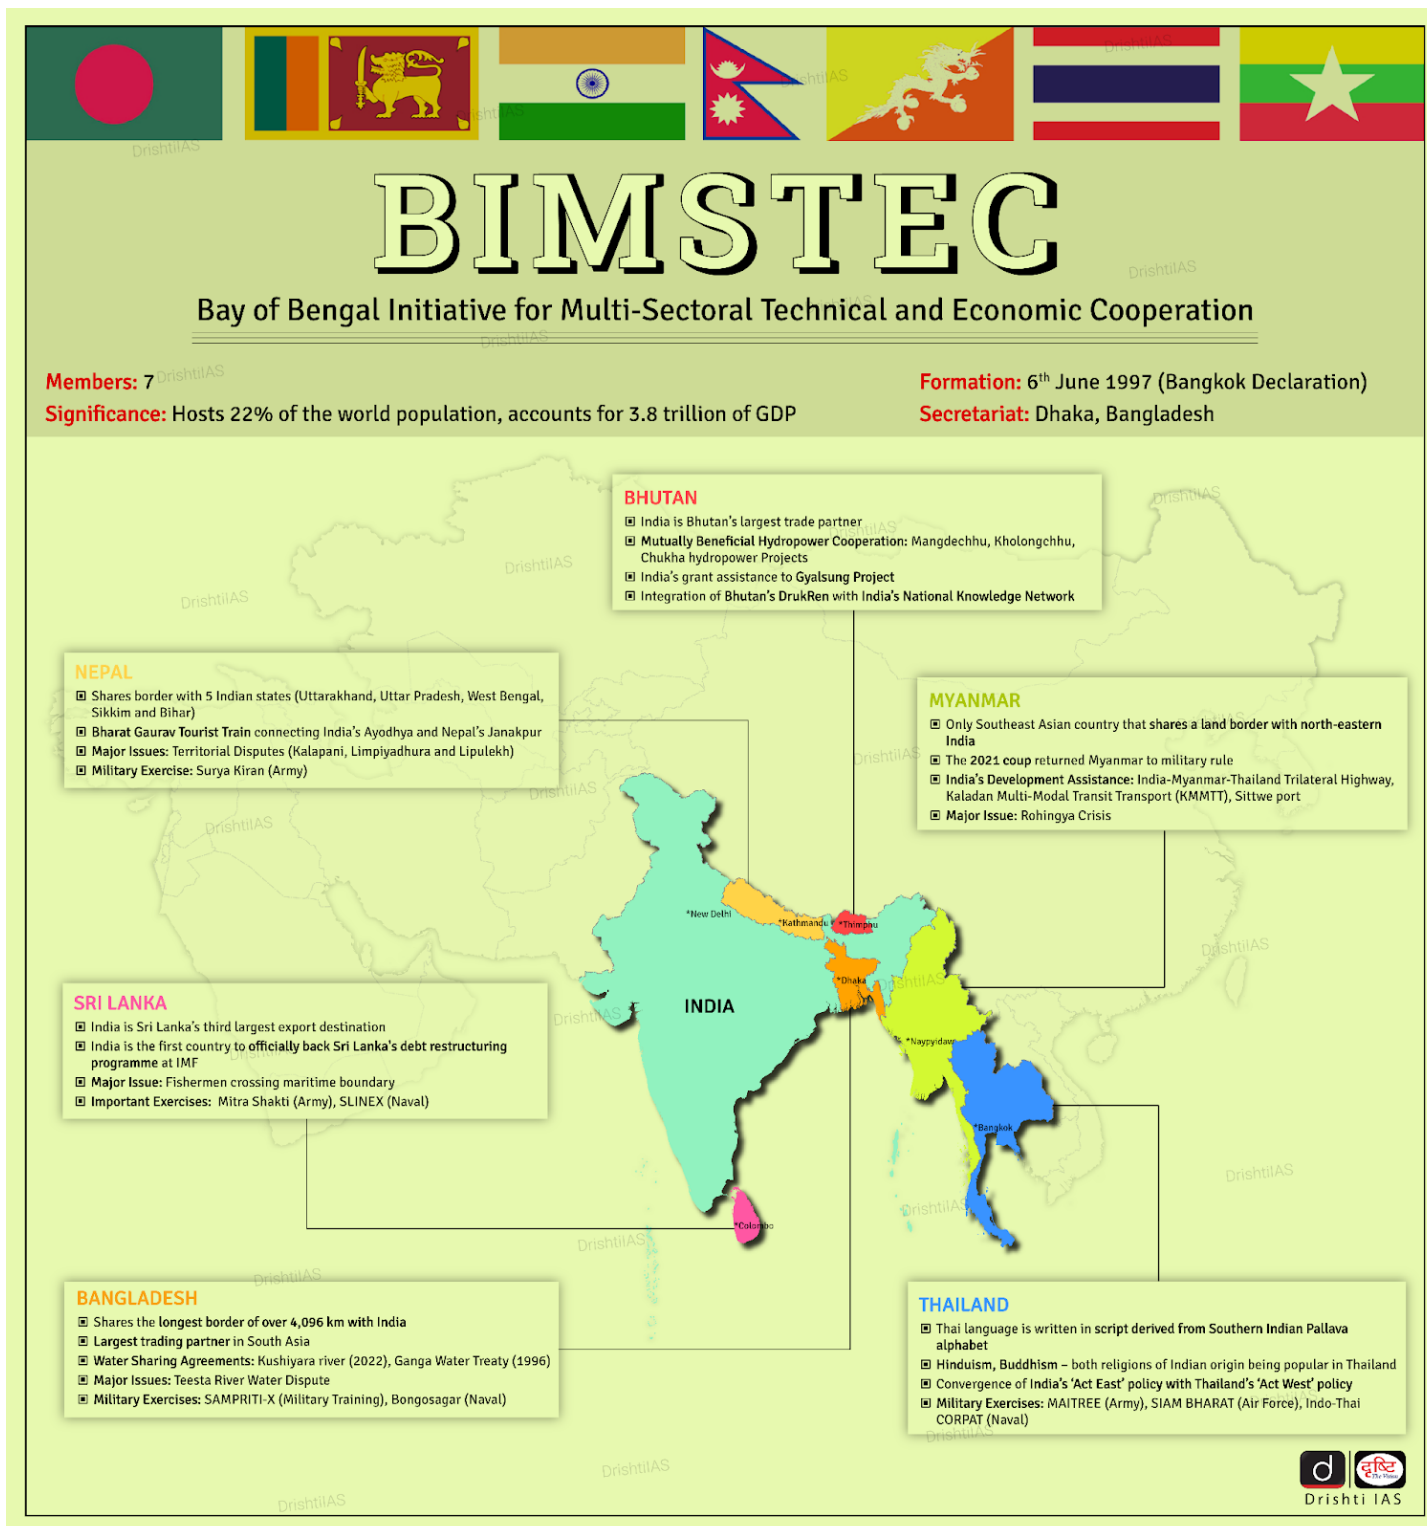 BIMSTEC
Bay of Bengal Initiative for Multi-Sectoral Technical and Economic Cooperation
Members: 7
Significance: Hosts 22% of the world population, accounts for 3.8 trillion of GDP
Formation: 6th June 1997 (Bangkok Declaration)
Secretariat: Dhaka, Bangladesh
BHUTAN
India is Bhutan's largest trade partner
Mutually Beneficial Hydropower Cooperation: Mangdechhu, Kholongchhu,
Chukha hydropower Projects
India's grant assistance to Gyalsung Project
Integration of Bhutan's DrukRen with India's National Knowledge Network
NEPAL
Shares border with 5 Indian states (Uttarakhand, Uttar Pradesh, West Bengal,
Sikkim and Bihar)
Bharat Gaurav Tourist Train connecting India's Ayodhya and Nepal's Janakpur
Major Issues: Territorial Disputes (Kalapani, Limpiyadhura and Lipulekh)
Military Exercise: Surya Kiran (Army)
MYANMAR
Only Southeast Asian country that shares a land border with north-eastern
India
The 2021 coup returned Myanmar to military rule
India's Development Assistance: India-Myanmar-Thailand Trilateral Highway,
Kaladan Multi-Modal Transit Transport (KMMTT), Sittwe port
Major Issue: Rohingya Crisis
*New Delhi
*Kathmandu
*Thimphu
*Dhaka
INDIA
*Naypyidaw
*Bangkok
*Colombo
SRI LANKA
India is Sri Lanka's third largest export destination
India is the first country to officially back Sri Lanka's debt restructuring
programme at IMF
Major Issue: Fishermen crossing maritime boundary
Important Exercises: Mitra Shakti (Army), SLINEX (Naval)
BANGLADESH
Shares the longest border of over 4,096 km with India
Largest trading partner in South Asia
Water Sharing Agreements: Kushiyara river (2022), Ganga Water Treaty (1996)
Major Issues: Teesta River Water Dispute
Military Exercises: SAMPRITI-X (Military Training), Bongosagar (Naval)
THAILAND
Thai language is written in script derived from Southern Indian Pallava
alphabet
Hinduism, Buddhism – both religions of Indian origin being popular in Thailand
Convergence of India's 'Act East' policy with Thailand's 'Act West' policy
Military Exercises: MAITREE (Army), SIAM BHARAT (Air Force), Indo-Thai
CORPAT (Naval)
d
दृष्टि
The Vision
Drishti IAS
DrishtiIAS